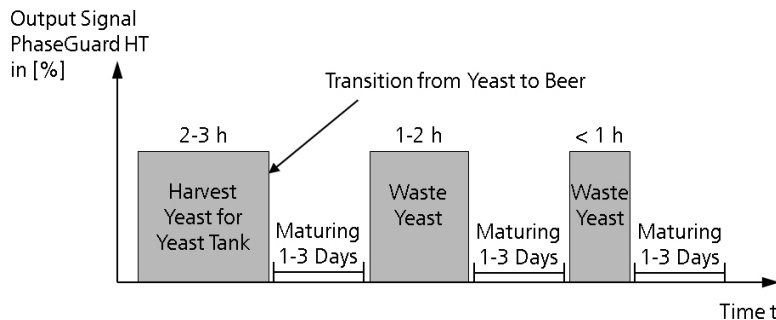 Output Signal
PhaseGuard HT
in [%]
Transition from Yeast to Beer
2-3 h
1-2 h
< 1 h
Harvest
Yeast for
Yeast Tank
Maturing
1-3 Days
Waste
Yeast
Maturing
1-3 Days
Waste
Yeast
Maturing
1-3 Days
Time t